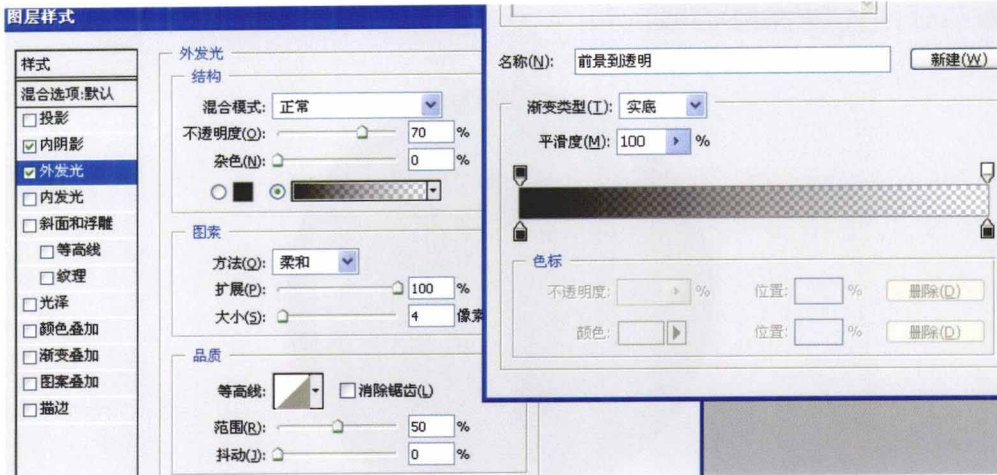 图层样式
样式
混合选项:默认
投影
内阴影
外发光
内发光
斜面和浮雕
等高线
纹理
光泽
颜色叠加
渐变叠加
图案叠加
描边
外发光
结构
混合模式: 正常
不透明度(O): 70 %
杂色(N): 0 %
图素
方法(Q): 柔和
扩展(P): 100 %
大小(S): 4 像素
品质
等高线: 消除锯齿(L)
范围(R): 50 %
抖动(J): 0 %
名称(N): 前景到透明 新建(W)
渐变类型(T): 实底
平滑度(M): 100 %
色标
不透明度: % 位置: % 删除(D)
颜色: 位置: % 删除(D)